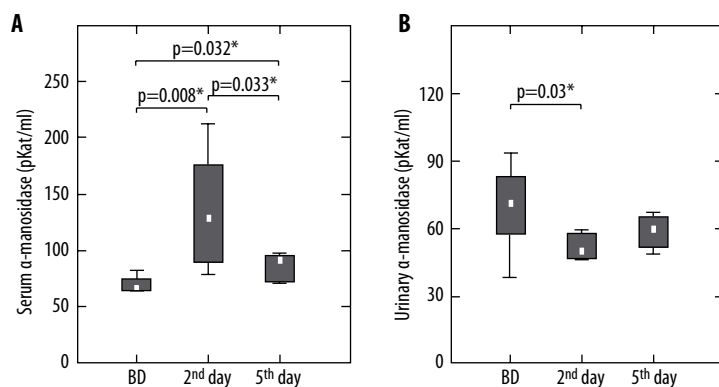 A
Serum α-manosidase (pKat/ml)
250
200
150
100
50
0
p=0.032*
p=0.008*
p=0.033*
BD
2nd day
5th day
B
Urinary α-manosidase (pKat/ml)
120
90
60
30
0
p=0.03*
BD
2nd day
5th day